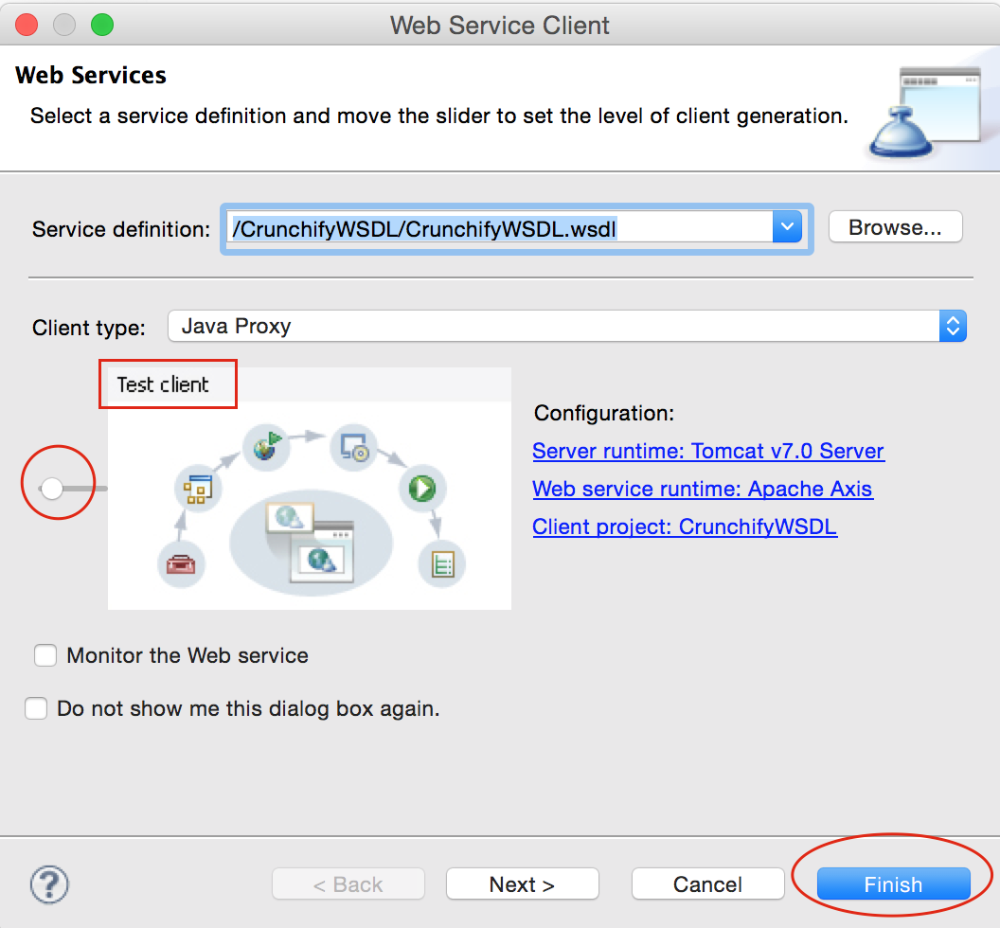 Web Service Client
Web Services
Select a service definition and move the slider to set the level of client generation.
Service definition: /CrunchifyWSDL/CrunchifyWSDL.wsdl Browse...
Client type: Java Proxy
Test client
Configuration:
Server runtime: Tomcat v7.0 Server
Web service runtime: Apache Axis
Client project: CrunchifyWSDL
Monitor the Web service
Do not show me this dialog box again.
? < Back Next > Cancel Finish